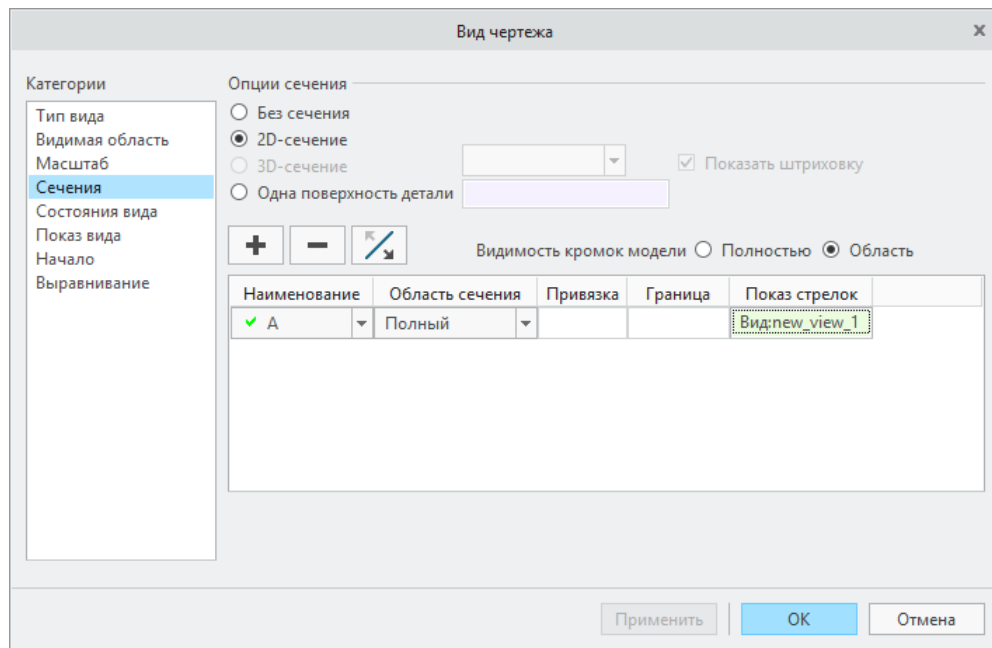 Вид чертежа
Категории
Тип вида
Видимая область
Масштаб
Сечения
Состояния вида
Показ вида
Начало
Выравнивание
Опции сечения
Без сечения
2D-сечение
3D-сечение
Показать штриховку
Одна поверхность детали
Видимость кромок модели Полностью Область
Наименование Область сечения Привязка Граница Показ стрелок
A Полный Вид:new_view_1
Применить OK Отмена